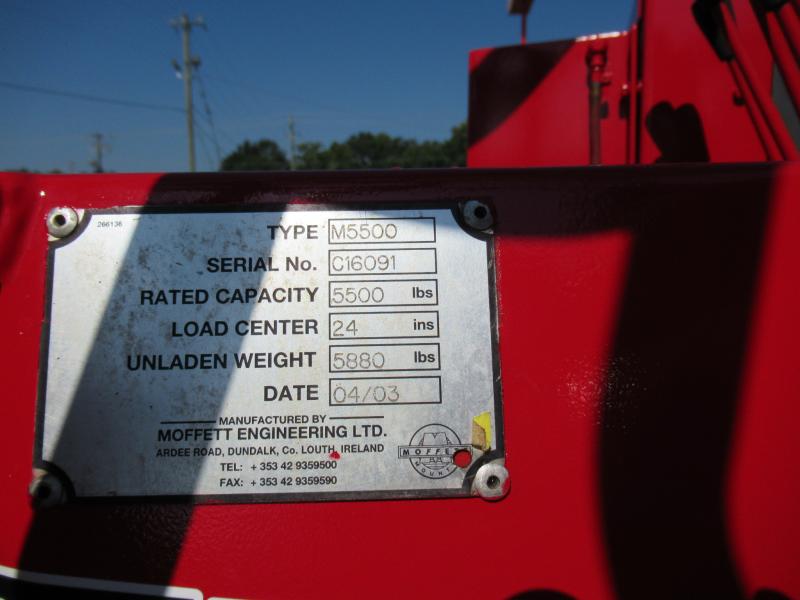 266136
TYPE M5500
SERIAL No. C16091
RATED CAPACITY 5500 lbs
LOAD CENTER 24 ins
UNLADEN WEIGHT 5880 lbs
DATE 04/03
MANUFACTURED BY
MOFFETT ENGINEERING LTD.
ARDEE ROAD, DUNDALK, Co. LOUTH, IRELAND
TEL: + 353 42 9359500
FAX: + 353 42 9359590
MOFFETT
MOUNTY